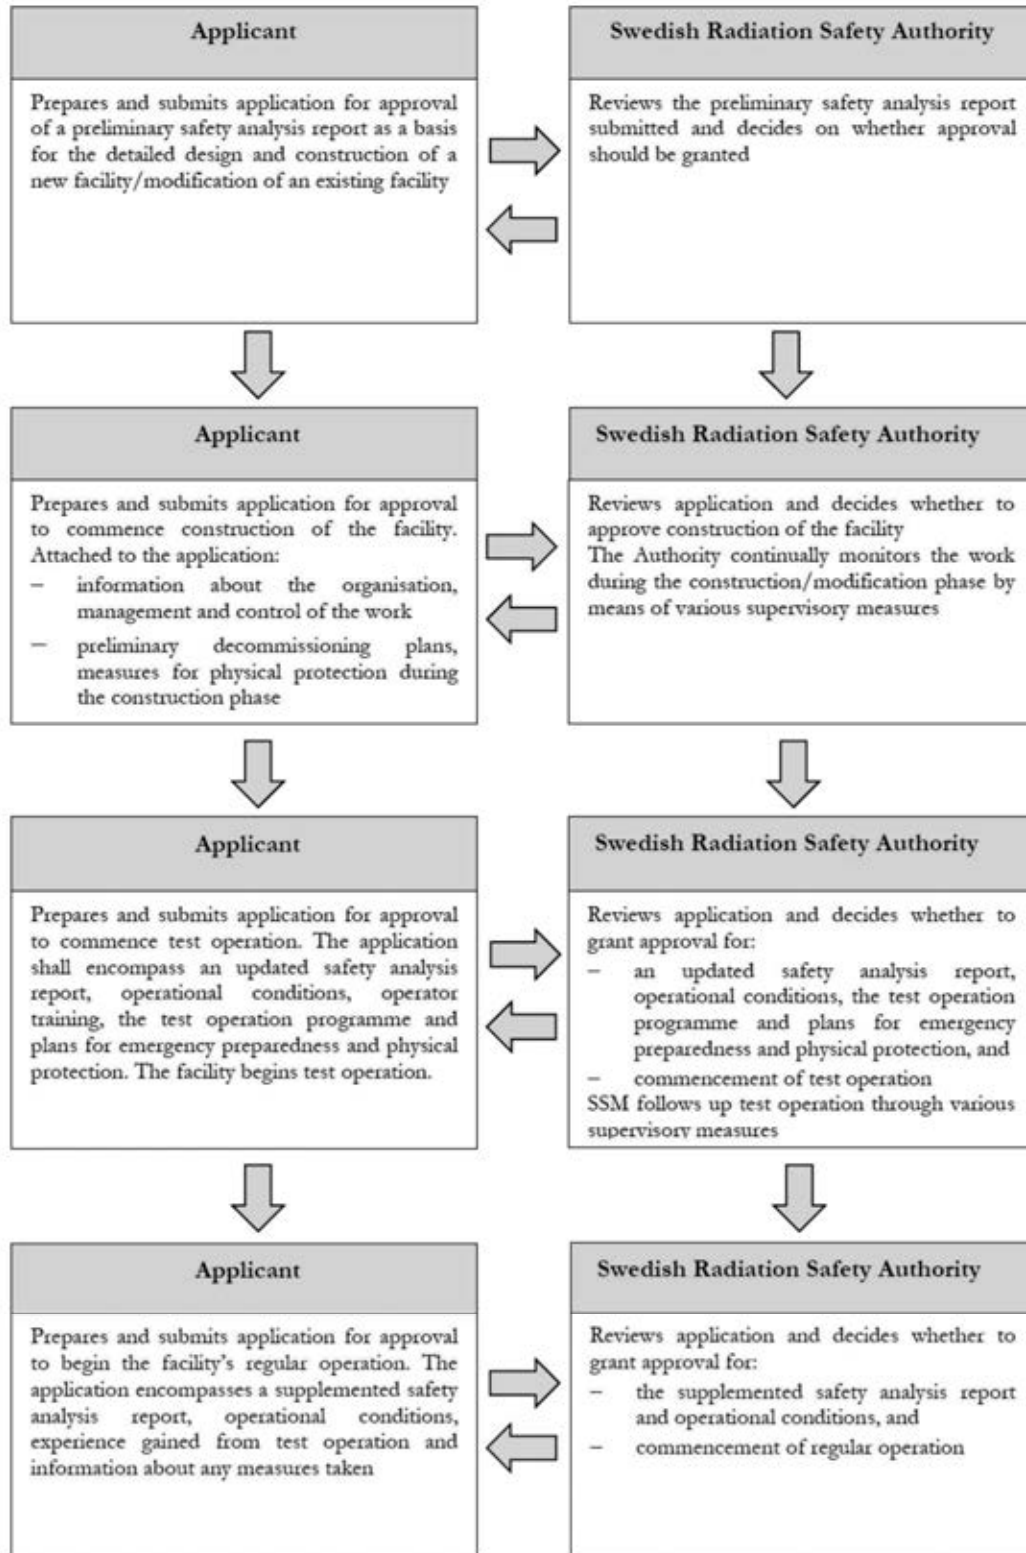 Applicant
Prepares and submits application for approval
of a preliminary safety analysis report as a basis
for the detailed design and construction of a
new facility/modification of an existing facility
Swedish Radiation Safety Authority
Reviews the preliminary safety analysis report
submitted and decides on whether approval
should be granted
Applicant
Prepares and submits application for approval
to commence construction of the facility.
Attached to the application:
– information about the organisation,
management and control of the work
– preliminary decommissioning plans,
measures for physical protection during
the construction phase
Swedish Radiation Safety Authority
Reviews application and decides whether to
approve construction of the facility
The Authority continually monitors the work
during the construction/modification phase by
means of various supervisory measures
Applicant
Prepares and submits application for approval
to commence test operation. The application
shall encompass an updated safety analysis
report, operational conditions, operator
training, the test operation programme and
plans for emergency preparedness and physical
protection. The facility begins test operation.
Swedish Radiation Safety Authority
Reviews application and decides whether to
grant approval for:
– an updated safety analysis report,
operational conditions, the test operation
programme and plans for emergency
preparedness and physical protection, and
– commencement of test operation
SSM follows up test operation through various
supervisory measures
Applicant
Prepares and submits application for approval
to begin the facility's regular operation. The
application encompasses a supplemented safety
analysis report, operational conditions,
experience gained from test operation and
information about any measures taken
Swedish Radiation Safety Authority
Reviews application and decides whether to
grant approval for:
– the supplemented safety analysis report
and operational conditions, and
– commencement of regular operation